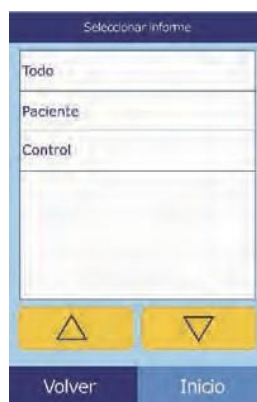 Seleccionar informe
Todo
Paciente
Control
Volver
Inicio